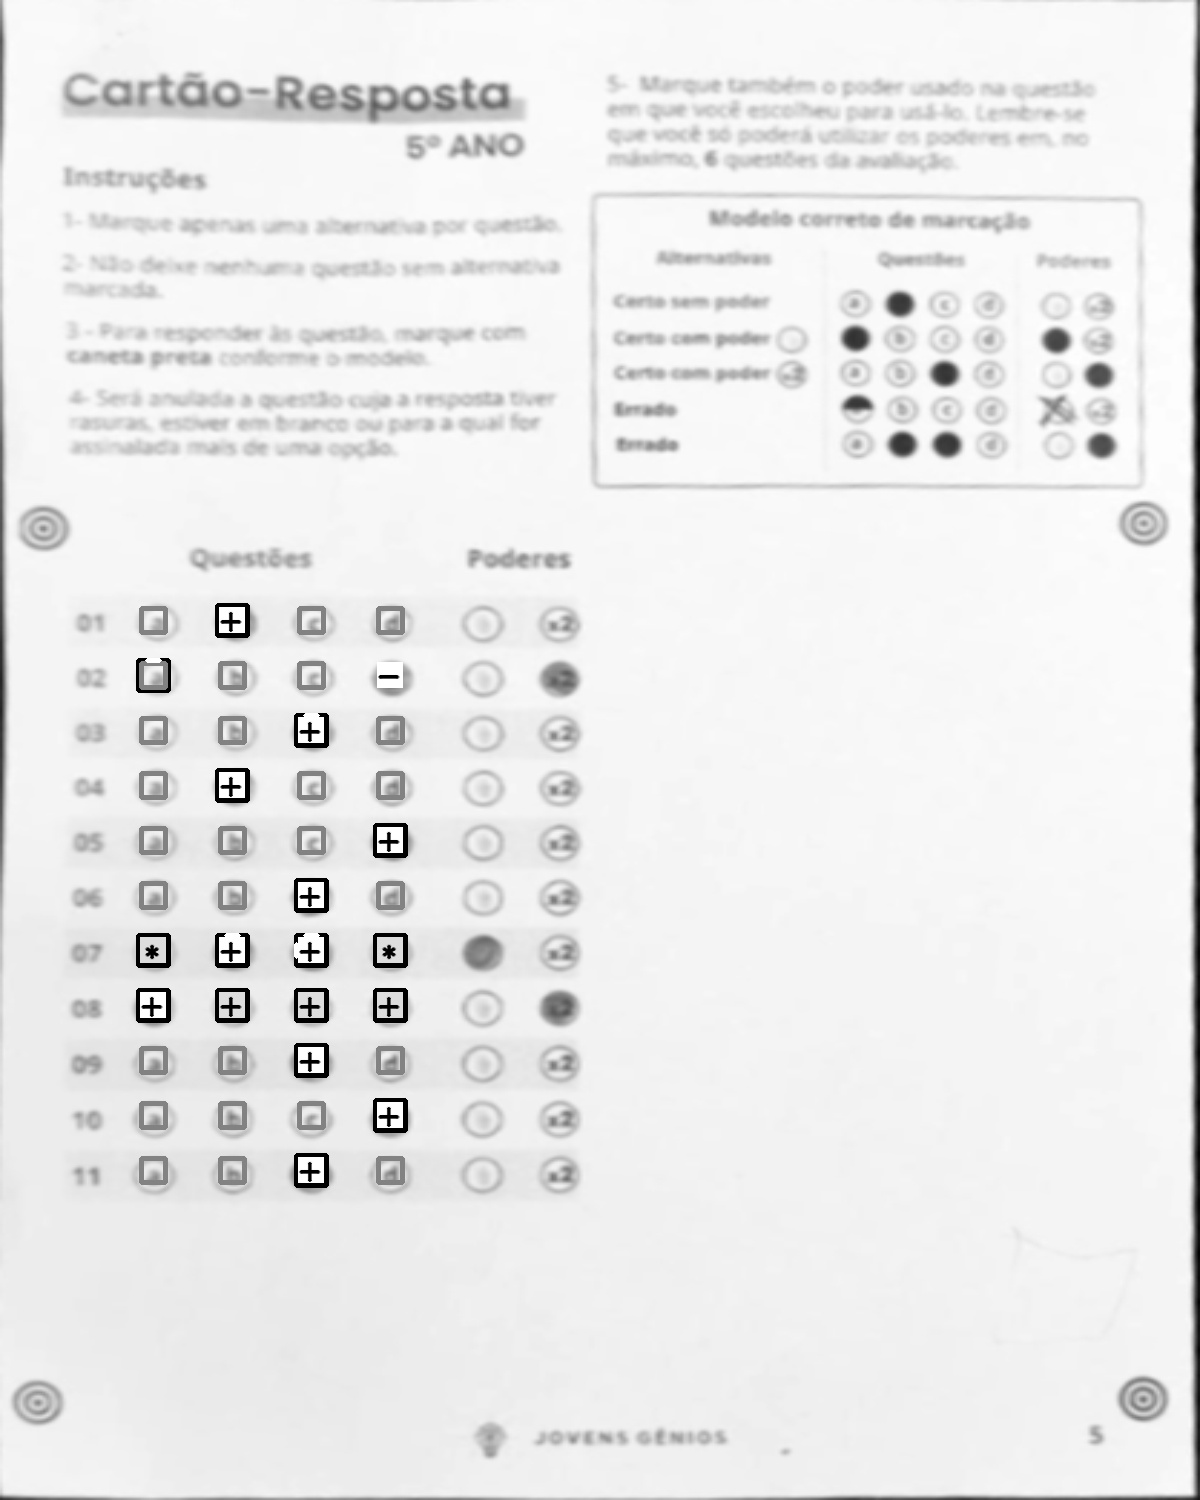 Cartão-Resposta
5º ANO
Instruções
1- Marque apenas uma alternativa por questão.
2- Não deixe nenhuma questão sem alternativa
marcada.
3 - Para responder às questão, marque com
caneta preta conforme o modelo.
4- Será anulada a questão cuja a resposta tiver
rasuras, estiver em branco ou para a qual for
assinalada mais de uma opção.
5- Marque também o poder usado na questão
em que você escolheu para usá-lo. Lembre-se
que você só poderá utilizar os poderes em, no
máximo, 6 questões da avaliação.
Modelo correto de marcação
Alternativas Questões Poderes
Certo sem poder a c d x2
Certo com poder b c d x2
Certo com poder x2 a b d
Errado b c d x2
Errado a d
Questões Poderes
01 a + c d x2
02 a b c - x2
03 a b + d x2
04 a + c d x2
05 a b c + x2
06 a b + d x2
07 * + + * x2
08 + + + + x2
09 a b + d x2
10 a b c + x2
11 a b + d x2
JOVENS GÊNIOS
5